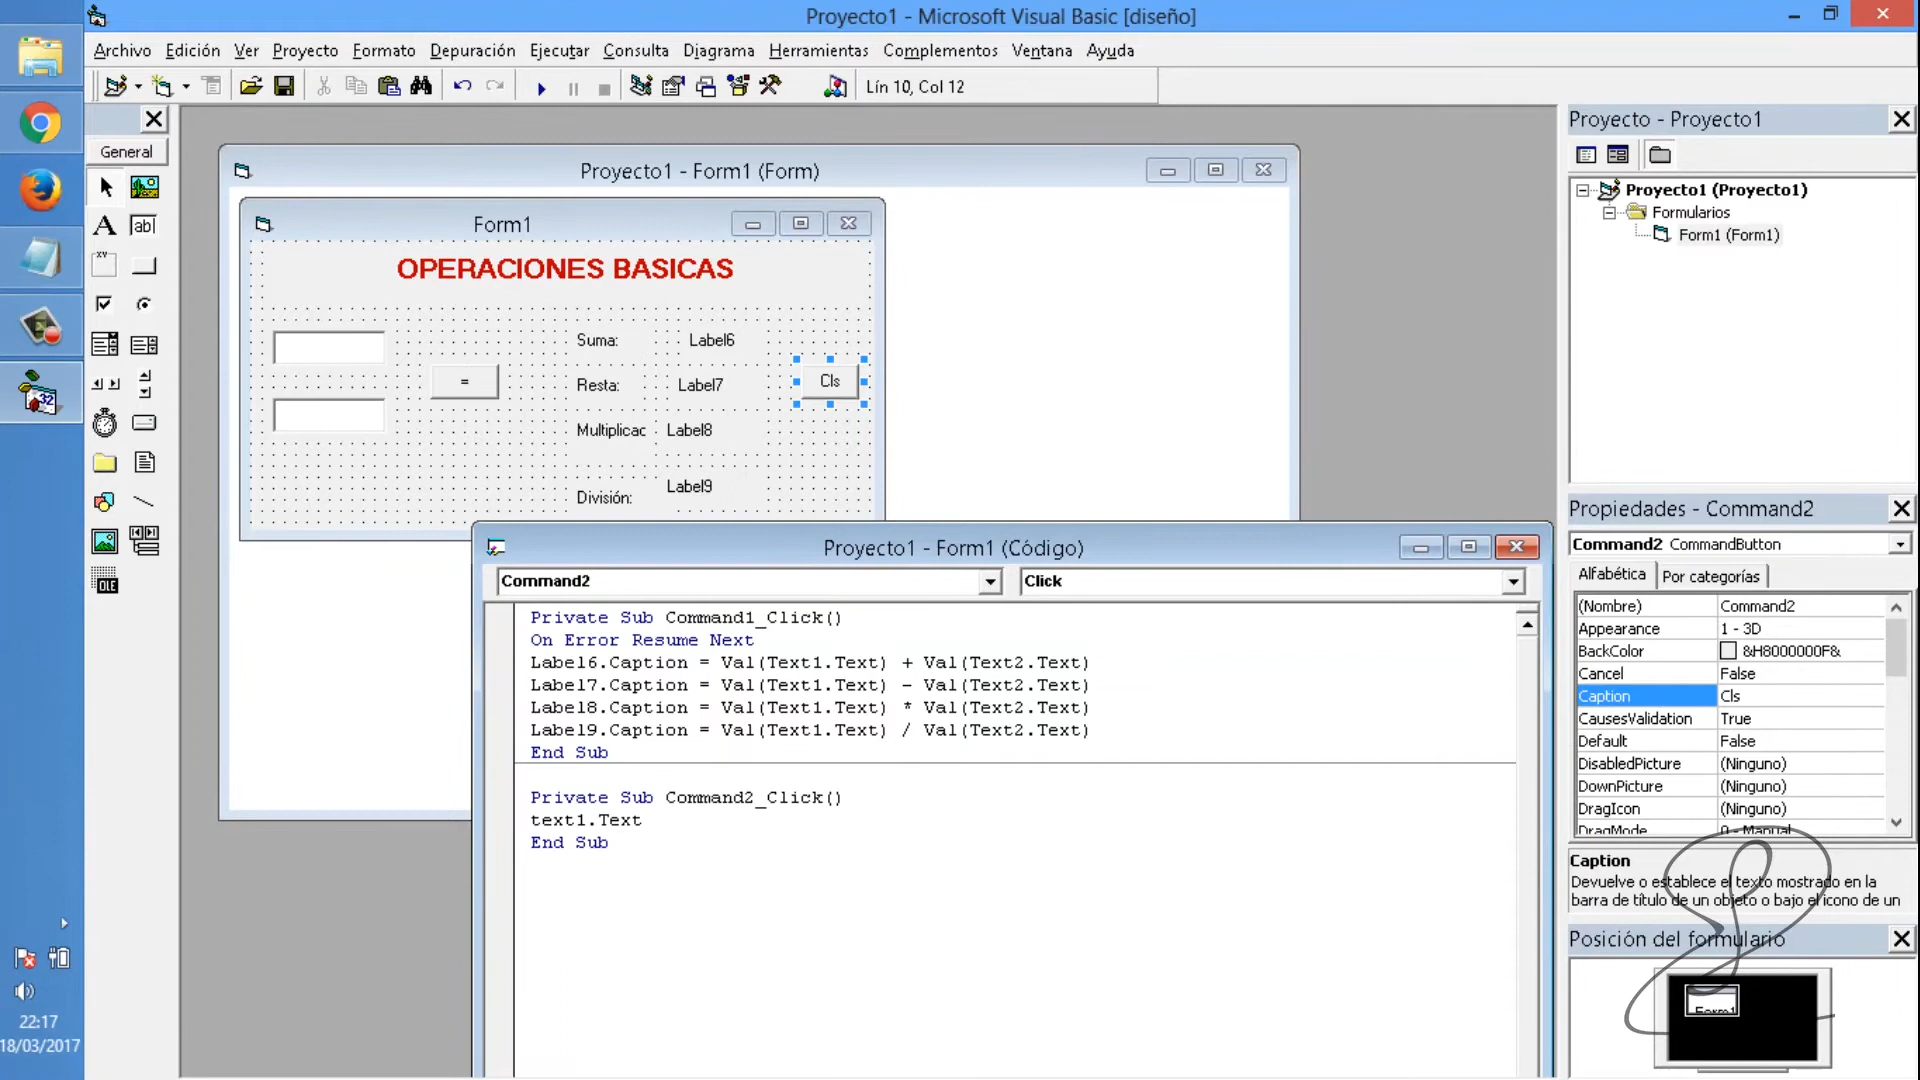 Proyecto1 - Microsoft Visual Basic [diseño]
Archivo Edición Ver Proyecto Formato Depuración Ejecutar Consulta Diagrama Herramientas Complementos Ventana Ayuda
Lín 10, Col 12
General
Proyecto1 - Form1 (Form)
Form1
OPERACIONES BASICAS
Suma: Label6
= Resta: Label7 Cls
Multiplicac Label8
División: Label9
Proyecto1 - Form1 (Código)
Command2 Click
Private Sub Command1_Click()
On Error Resume Next
Label6.Caption = Val(Text1.Text) + Val(Text2.Text)
Label7.Caption = Val(Text1.Text) - Val(Text2.Text)
Label8.Caption = Val(Text1.Text) * Val(Text2.Text)
Label9.Caption = Val(Text1.Text) / Val(Text2.Text)
End Sub
Private Sub Command2_Click()
text1.Text
End Sub
Proyecto - Proyecto1
Proyecto1 (Proyecto1)
Formularios
Form1 (Form1)
Propiedades - Command2
Command2 CommandButton
Alfabética Por categorías
(Nombre) Command2
Appearance 1 - 3D
BackColor &H8000000F&
Cancel False
Caption Cls
CausesValidation True
Default False
DisabledPicture (Ninguno)
DownPicture (Ninguno)
DragIcon (Ninguno)
DragMode 0 - Manual
Caption
Devuelve o establece el texto mostrado en la
barra de título de un objeto o bajo el icono de un
Posición del formulario
Form1
22:17
18/03/2017